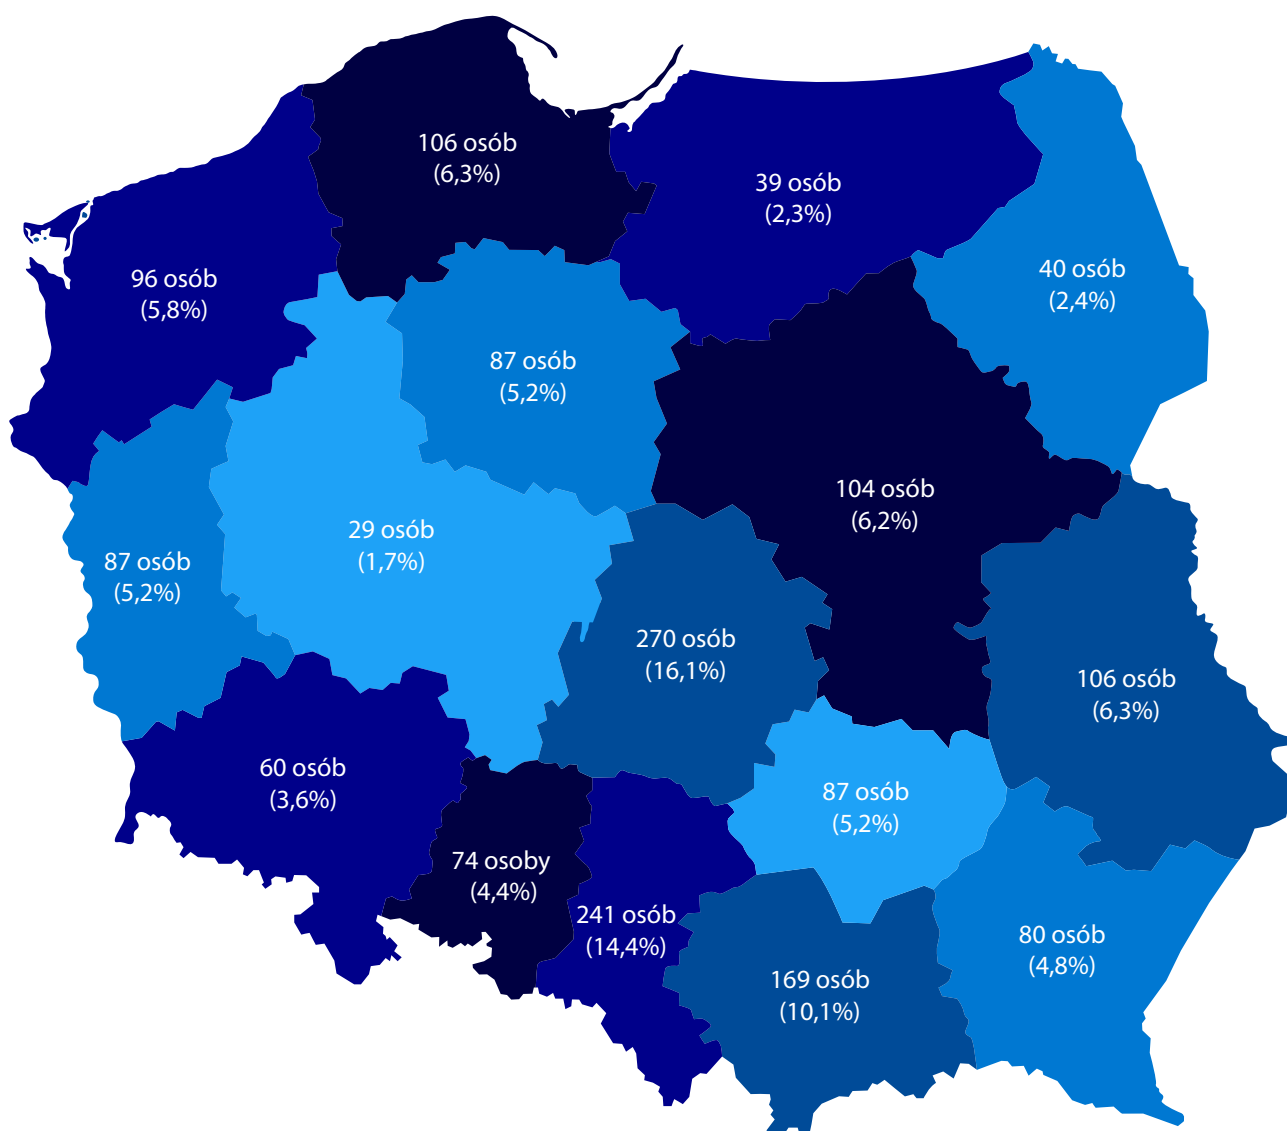 106 osób
(6,3%)
39 osób
(2,3%)
96 osób
(5,8%)
40 osób
(2,4%)
87 osób
(5,2%)
104 osób
(6,2%)
29 osób
(1,7%)
87 osób
(5,2%)
270 osób
(16,1%)
106 osób
(6,3%)
60 osób
(3,6%)
87 osób
(5,2%)
74 osoby
(4,4%)
241 osób
(14,4%)
80 osób
(4,8%)
169 osób
(10,1%)